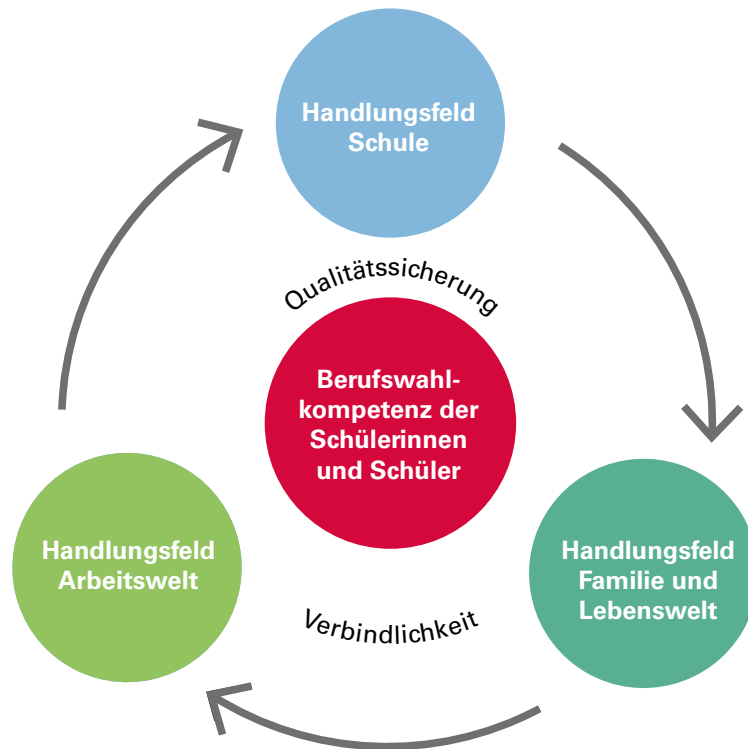 Handlungsfeld
Schule
Qualitätssicherung
Berufswahl-
kompetenz der
Schülerinnen
und Schüler
Handlungsfeld
Arbeitswelt
Handlungsfeld
Familie und
Lebenswelt
Verbindlichkeit